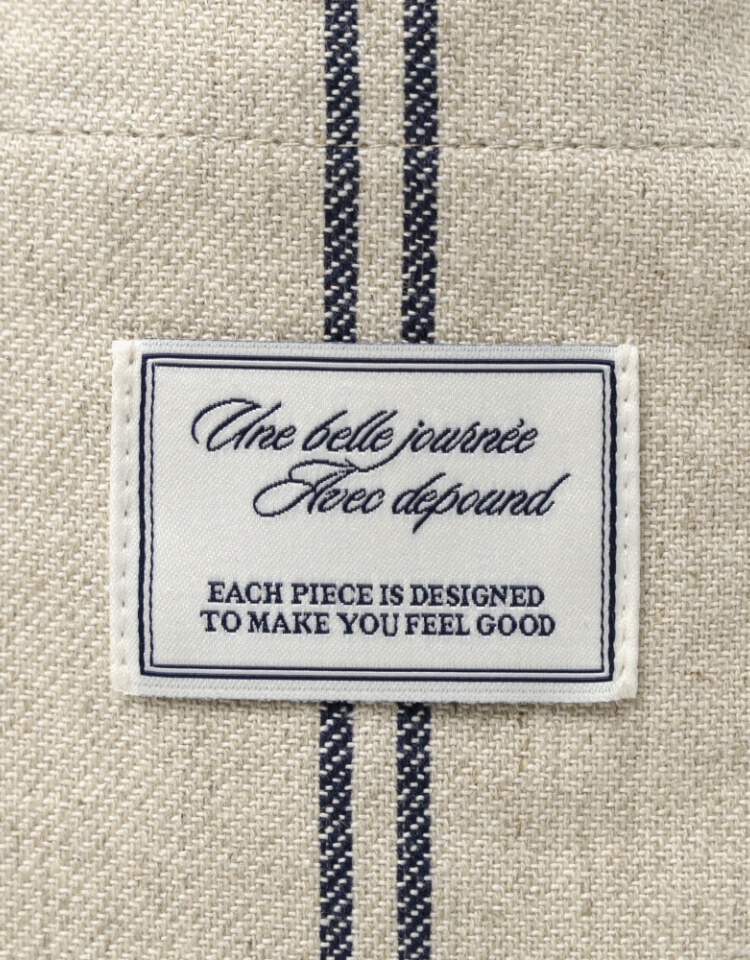 Une belle journée
Avec depound
EACH PIECE IS DESIGNED
TO MAKE YOU FEEL GOOD